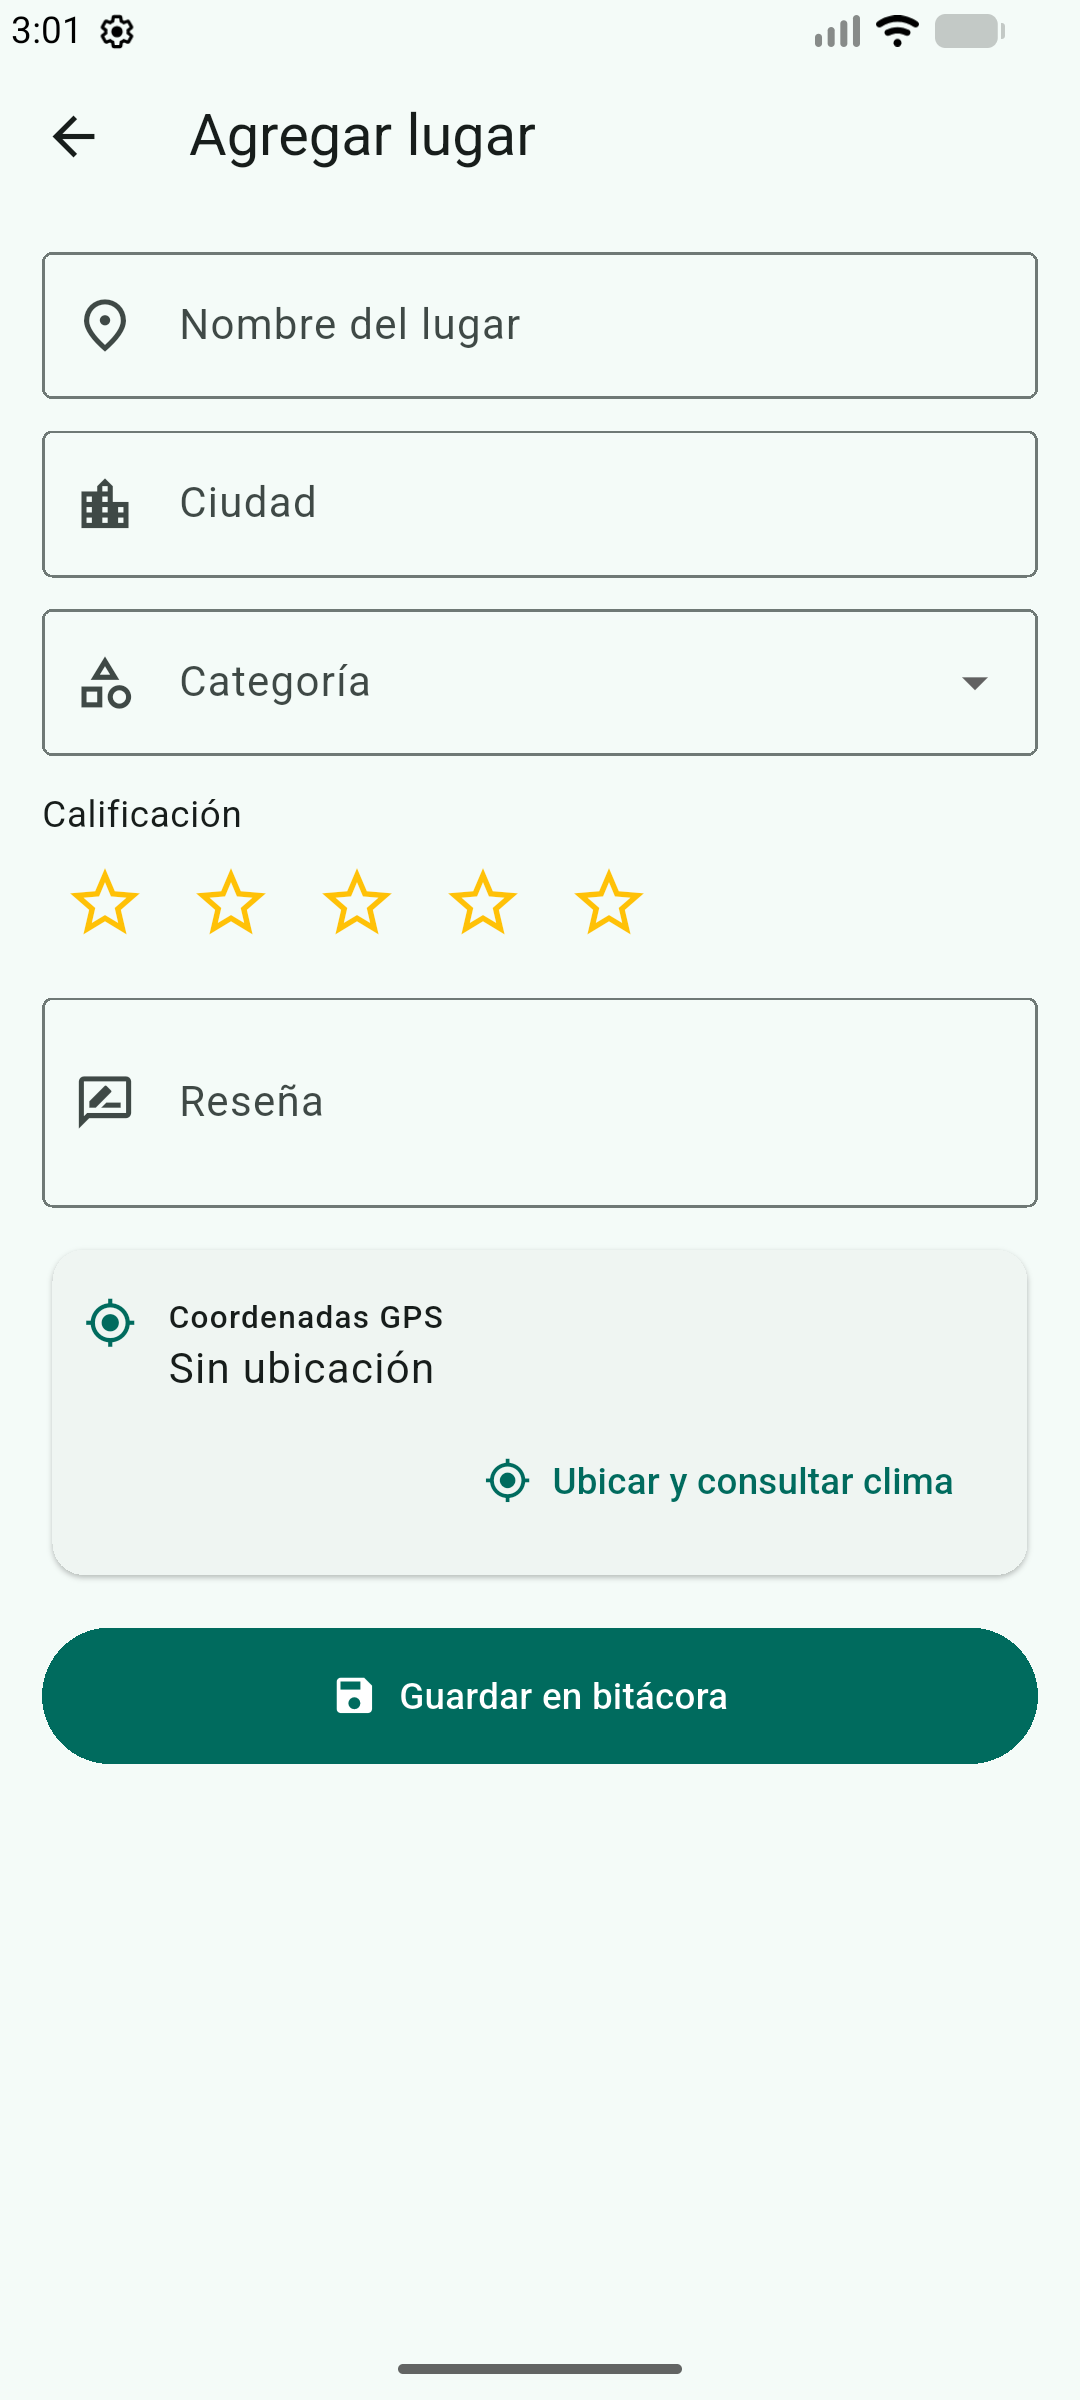 3:01
Agregar lugar
Nombre del lugar
Ciudad
Categoría
Calificación
Reseña
Coordenadas GPS
Sin ubicación
Ubicar y consultar clima
Guardar en bitácora